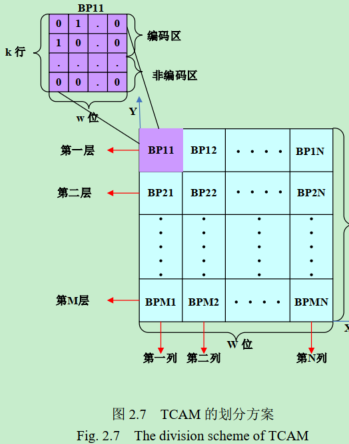 BP11
0 1 . 0
1 0 . 0
. . . .
0 0 . 0
k 行
编码区
非编码区
w 位
Y
第一层
BP11 BP12 · · · · BP1N
第二层
BP21 BP22 · · · · BP2N
第M层
BPM1 BPM2 · · · · BPMN
X
W 位
第一列 第二列 第N列
图 2.7 TCAM 的划分方案
Fig. 2.7 The division scheme of TCAM